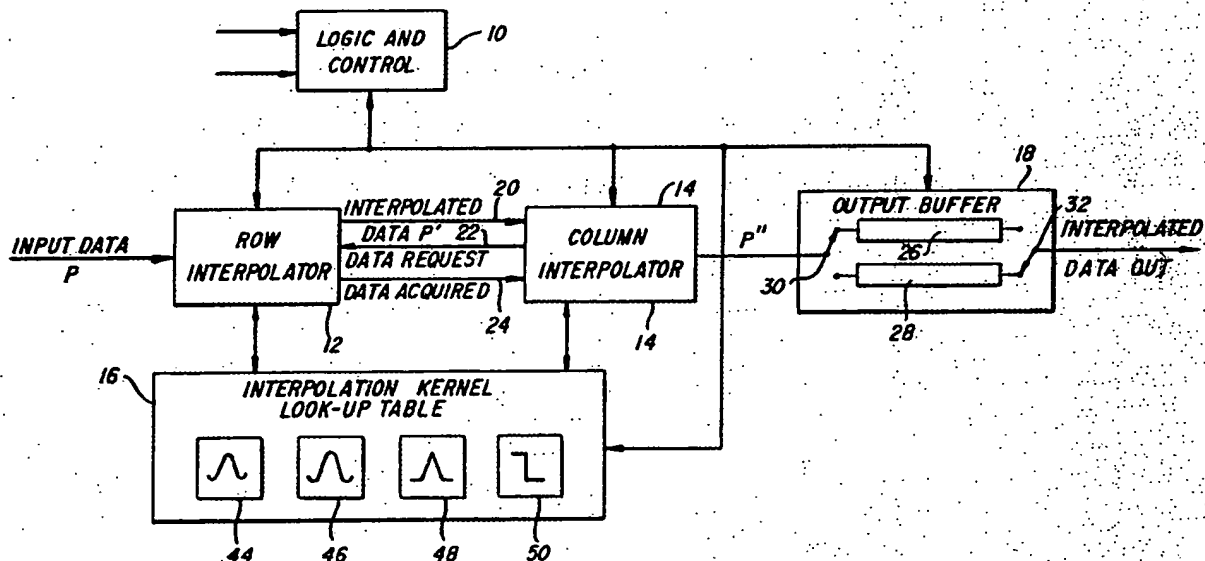 LOGIC AND
CONTROL
10
18
14
32
20
INTERPOLATED
OUTPUT BUFFER
INPUT DATA
P
ROW
INTERPOLATOR
DATA P' 22
DATA REQUEST
DATA ACQUIRED
24
COLUMN
INTERPOLATOR
P"
26
INTERPOLATED
DATA OUT
30
28
12
14
16
INTERPOLATION KERNEL
LOOK-UP TABLE
44
46
48
50